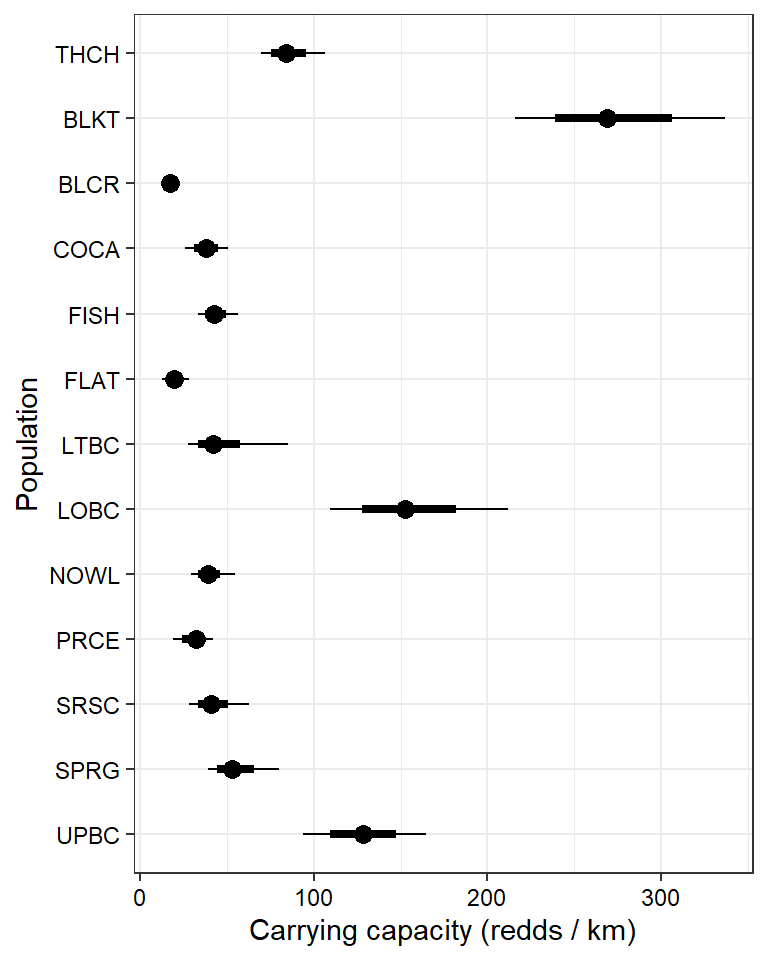 THCH
BLKT
BLCR
COCA
FISH
FLAT
LTBC
LOBC
NOWL
PRCE
SRSC
SPRG
UPBC
Population
0 100 200 300
Carrying capacity (redds / km)